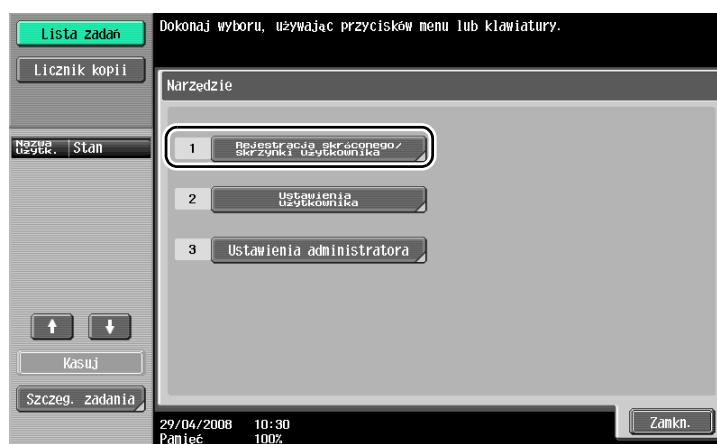 Lista zadań
Licznik kopii
Nazwa użytk.
Stan
Kasuj
Szczeg. zadania
Dokonaj wyboru, używając przycisków menu lub klawiatury.
Narzędzie
1 Rejestracja skróconego/
skrzynki użytkownika
2 Ustawienia
użytkownika
3 Ustawienia administratora
29/04/2008 10:30
Pamięć 100%
Zamkn.